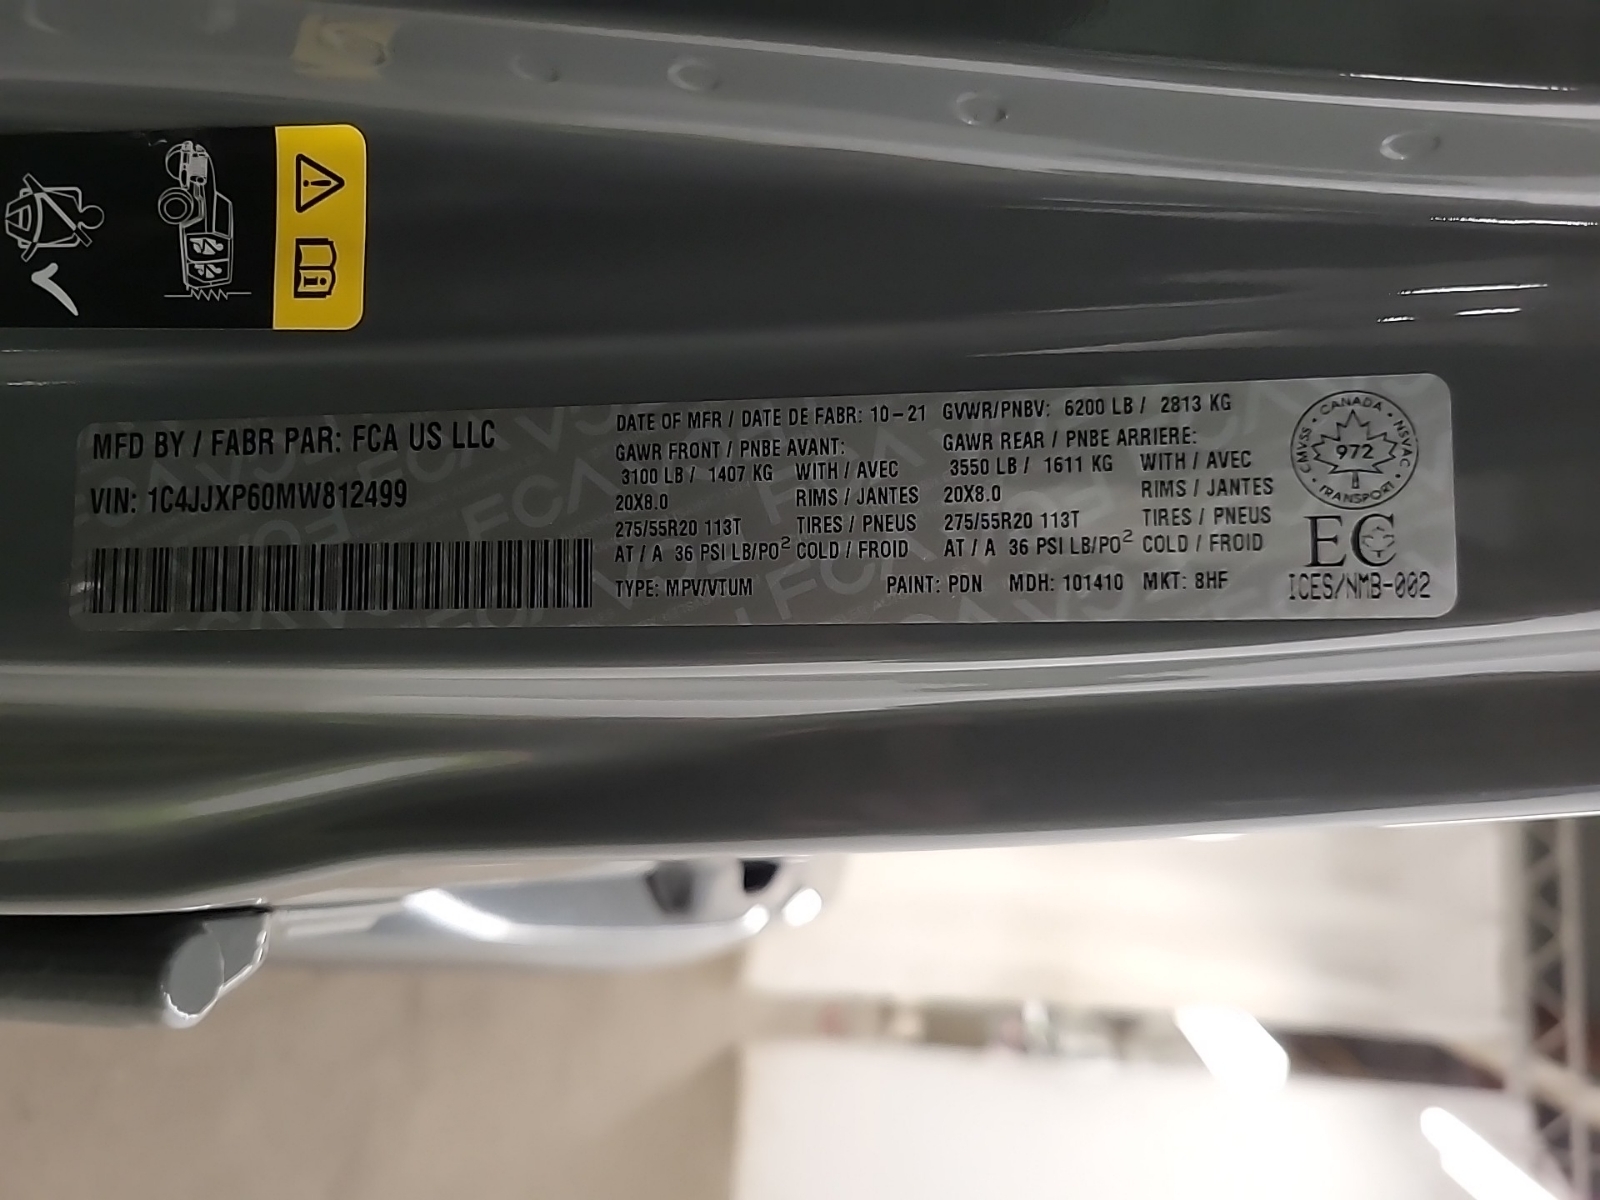 MFD BY / FABR PAR: FCA US LLC
VIN: 1C4JJXP60MW812499
DATE OF MFR / DATE DE FABR: 10-21 GVWR/PNBV: 6200 LB / 2813 KG
GAWR FRONT / PNBE AVANT:
3100 LB / 1407 KG WITH / AVEC
20X8.0 RIMS / JANTES
275/55R20 113T TIRES / PNEUS
AT / A 36 PSI LB/PO² COLD / FROID
GAWR REAR / PNBE ARRIERE:
3550 LB / 1611 KG WITH / AVEC
20X8.0 RIMS / JANTES
275/55R20 113T TIRES / PNEUS
AT / A 36 PSI LB/PO² COLD / FROID
TYPE: MPV/VTUM PAINT: PDN MDH: 101410 MKT: 8HF
CANADA
CMVSS NSVAC
972
TRANSPORT
EC
ICES/NMB-002